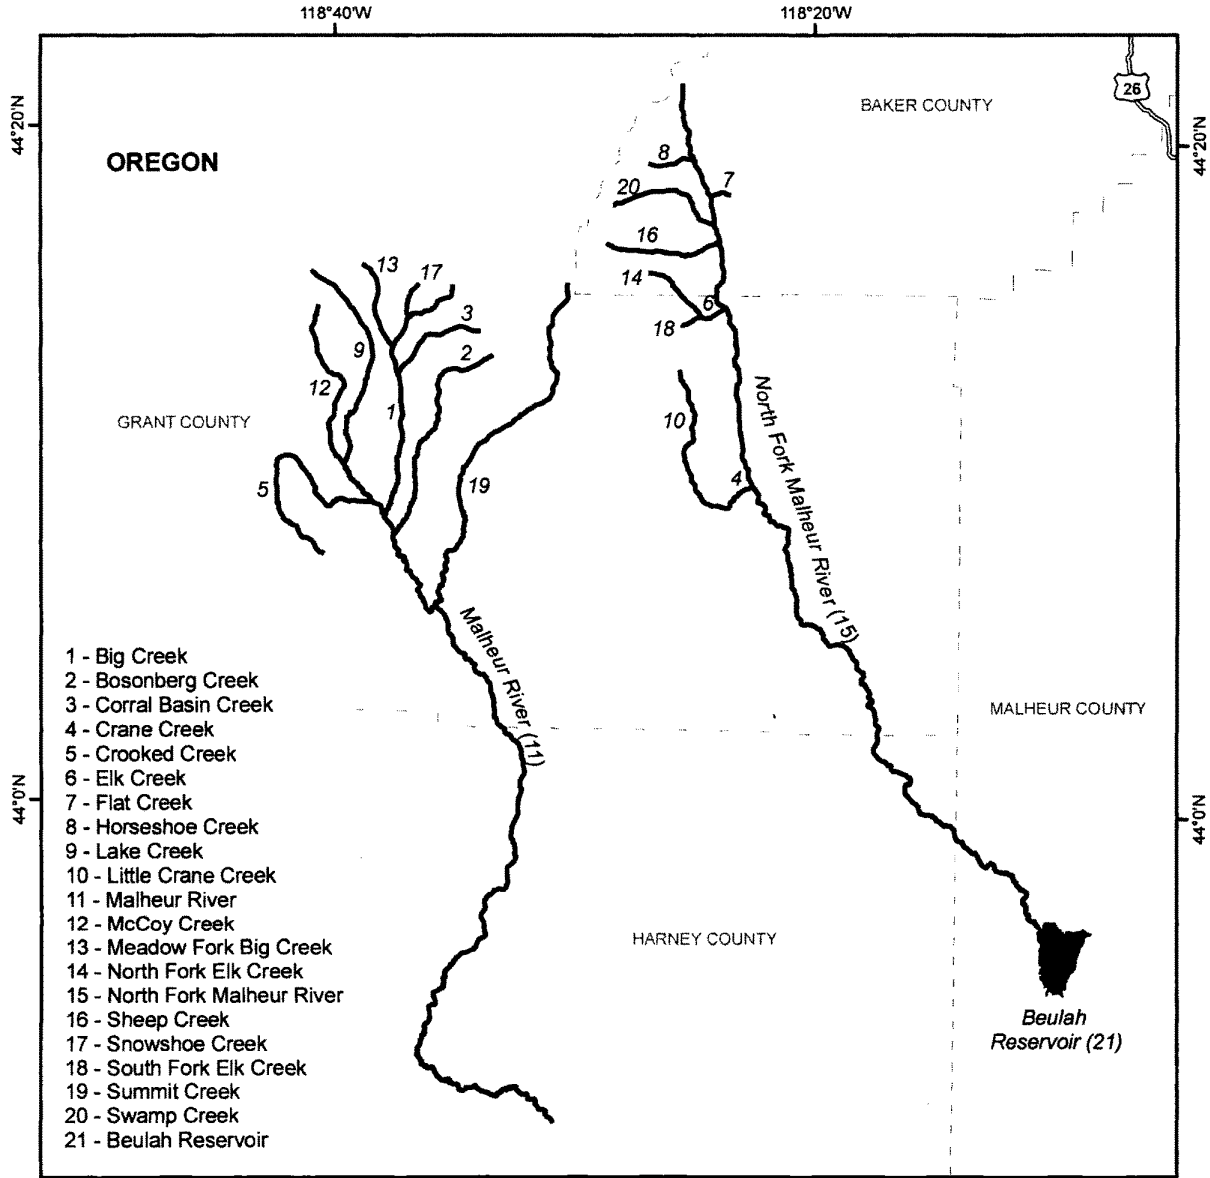 118°40'W
118°20'W
44°20'N
44°20'N
26
BAKER COUNTY
OREGON
8
7
20
16
13
17
14
6
18
3
9
2
12
1
GRANT COUNTY
10
North Fork Malheur River (15)
5
19
4
Malheur River (11)
MALHEUR COUNTY
44°0'N
44°0'N
HARNEY COUNTY
Beulah
Reservoir (21)
1 - Big Creek
2 - Bosonberg Creek
3 - Corral Basin Creek
4 - Crane Creek
5 - Crooked Creek
6 - Elk Creek
7 - Flat Creek
8 - Horseshoe Creek
9 - Lake Creek
10 - Little Crane Creek
11 - Malheur River
12 - McCoy Creek
13 - Meadow Fork Big Creek
14 - North Fork Elk Creek
15 - North Fork Malheur River
16 - Sheep Creek
17 - Snowshoe Creek
18 - South Fork Elk Creek
19 - Summit Creek
20 - Swamp Creek
21 - Beulah Reservoir